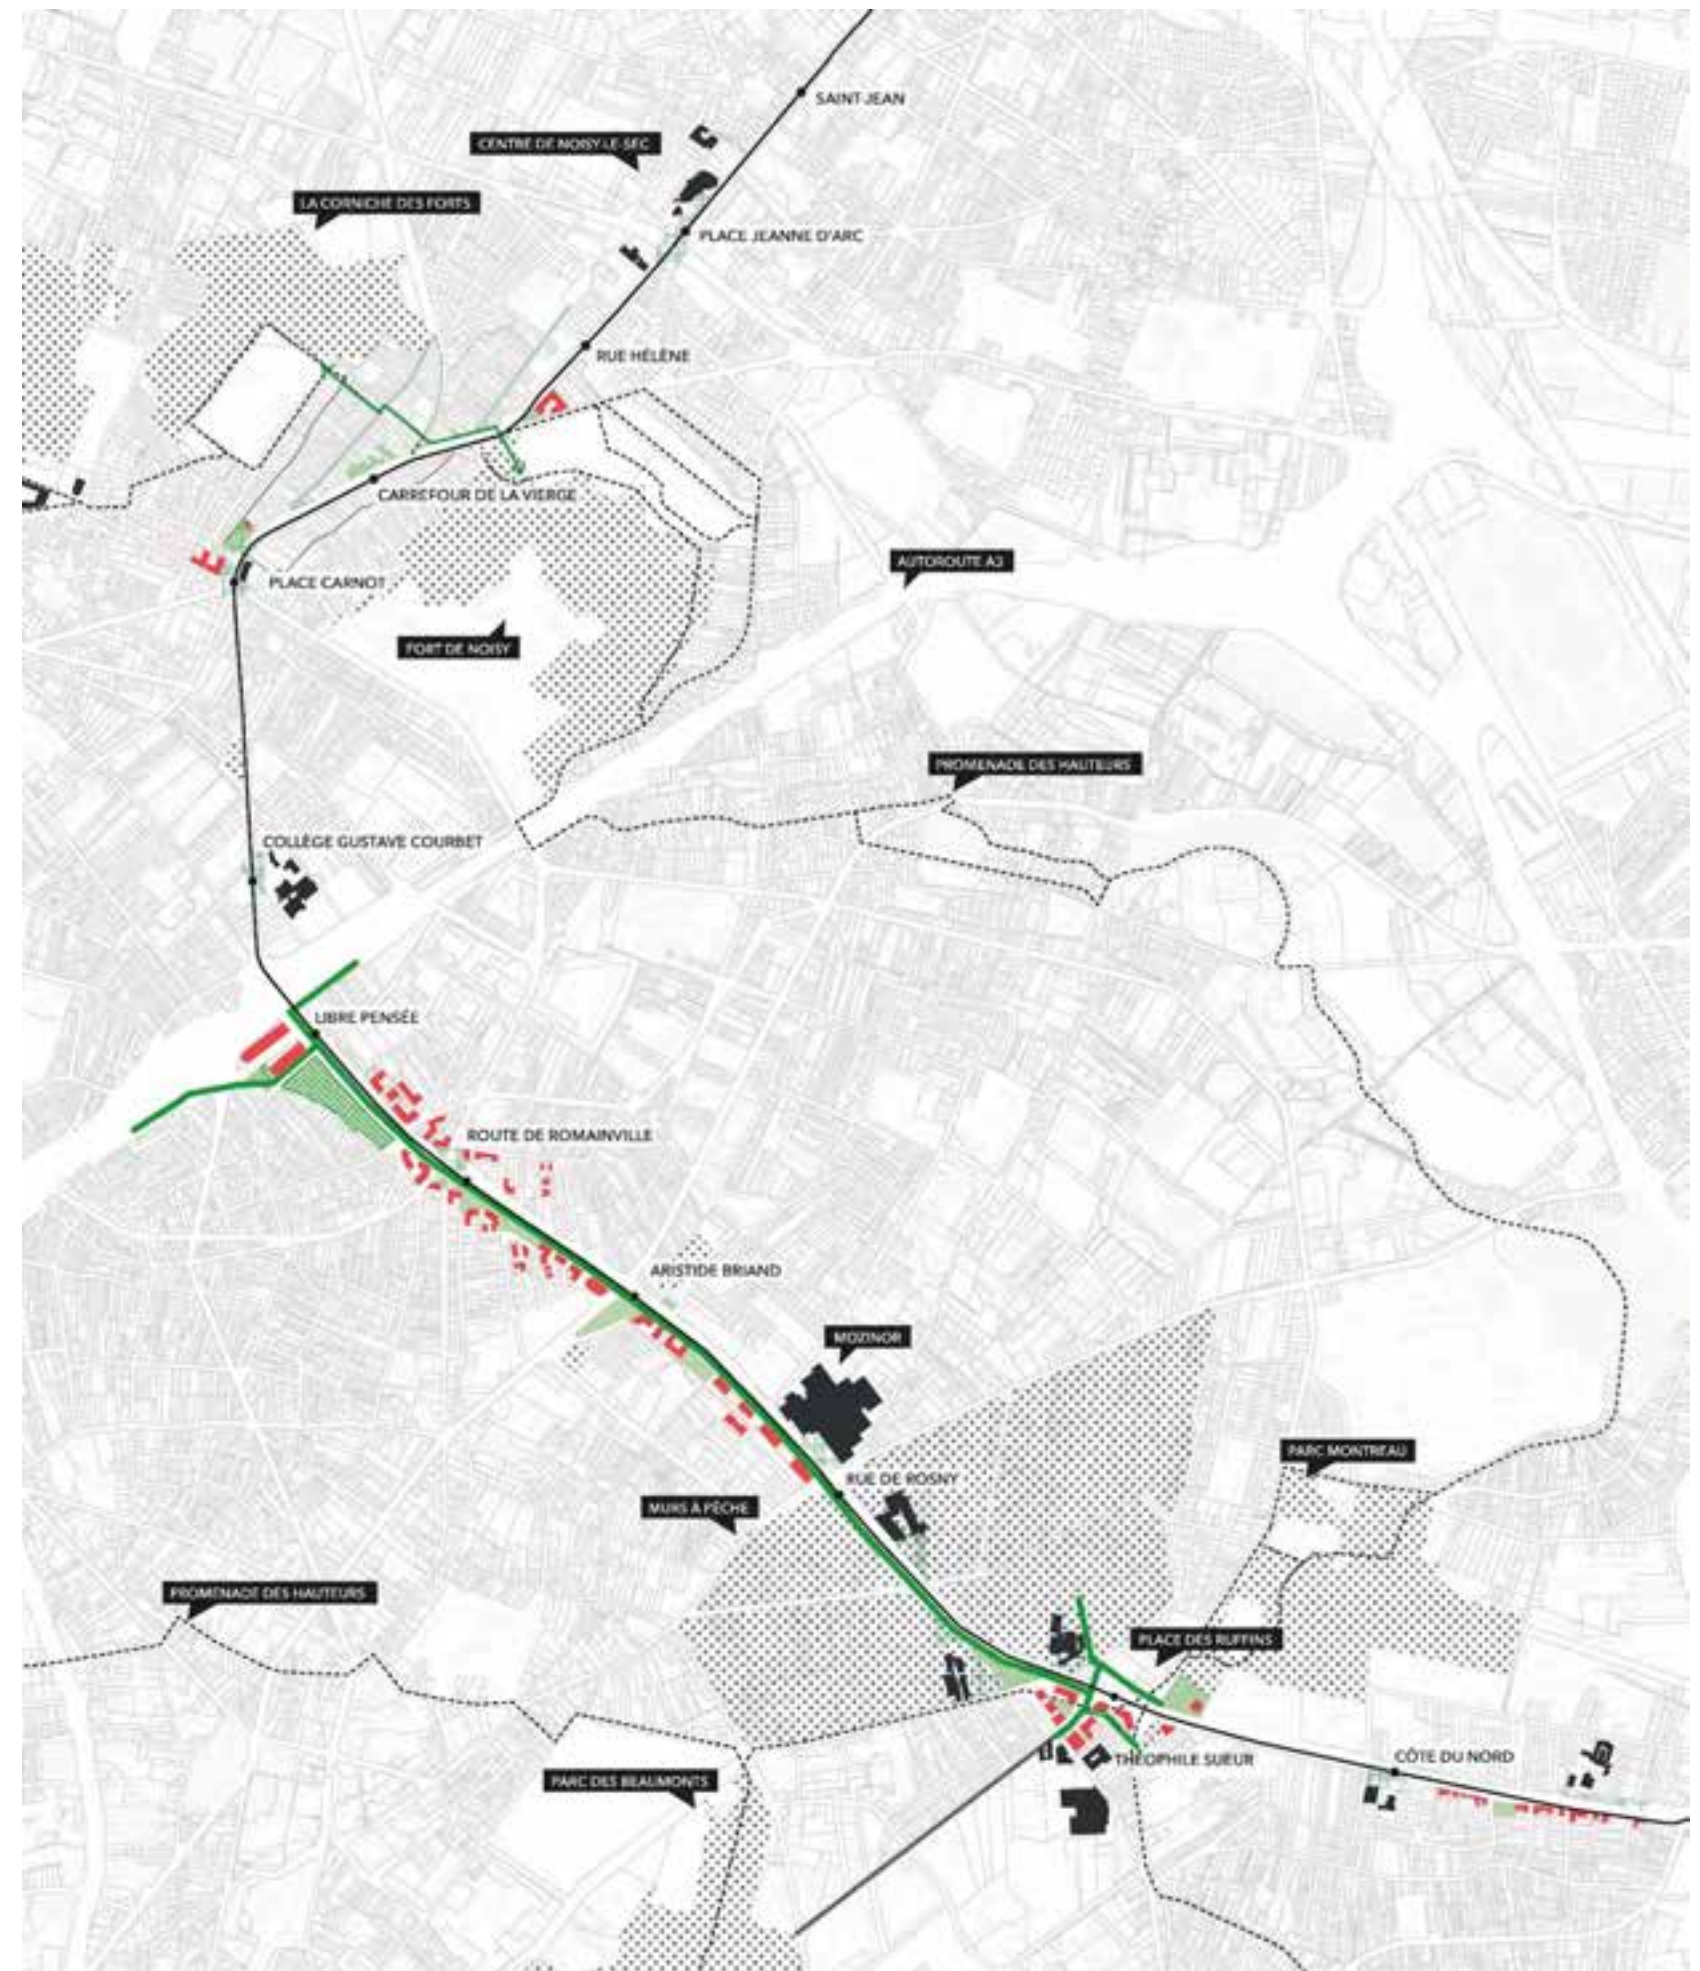 SAINT-JEAN
CENTRE DE NOISY-LE-SEC
LA CORNICHE DES FORTS
PLACE JEANNE D'ARC
RUE HÉLÈNE
CARREFOUR DE LA VIERGE
AUTOROUTE A3
PLACE CARNOT
FORT DE NOISY
PROMENADE DES HAUTEURS
COLLÈGE GUSTAVE COURBET
LIBRE PENSÉE
ROUTE DE ROMAINVILLE
ARISTIDE BRIAND
MOZINOR
PARC MONTREAU
RUE DE ROSNY
MURS À PÊCHE
PROMENADE DES HAUTEURS
PLACE DES RUFFINS
THÉOPHILE SUEUR
CÔTE DU NORD
PARC DES BEAUMONTS